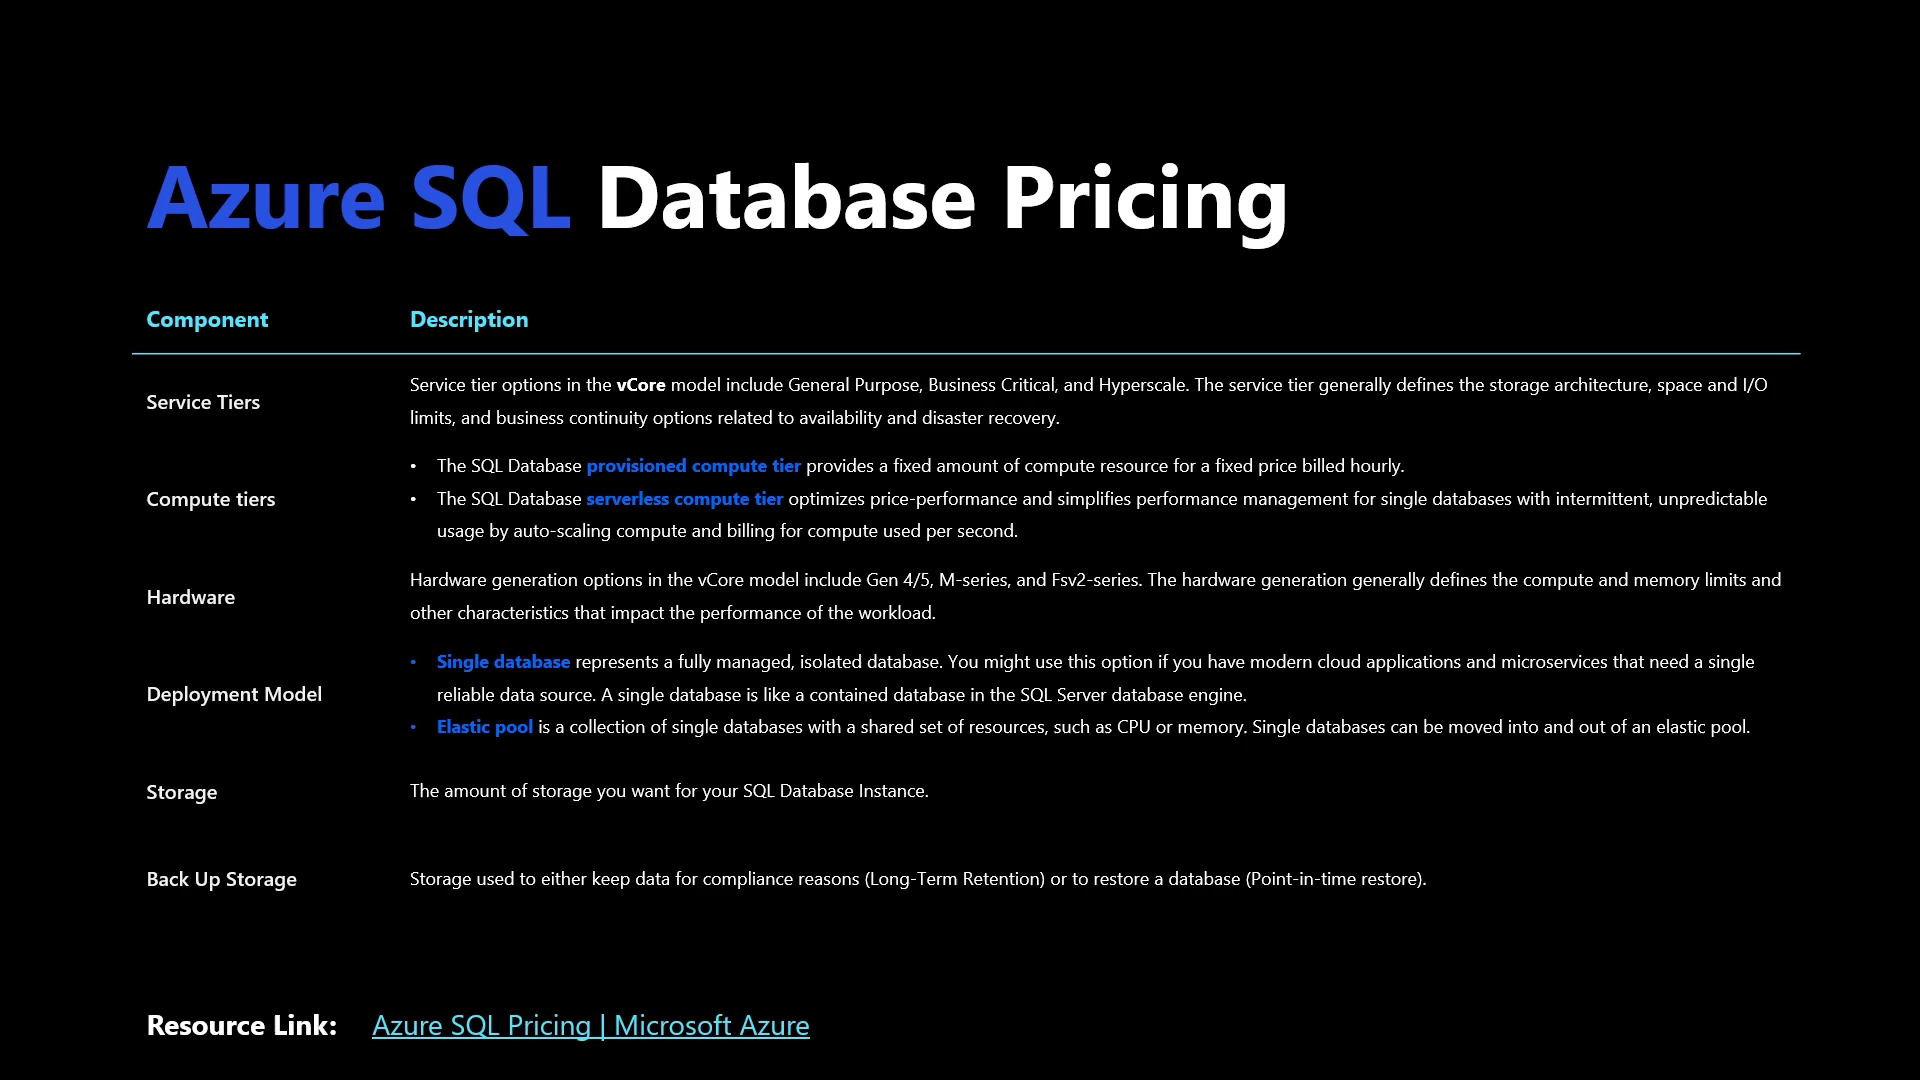 Azure SQL Database Pricing
Component Description
Service Tiers
Service tier options in the vCore model include General Purpose, Business Critical, and Hyperscale. The service tier generally defines the storage architecture, space and I/O
limits, and business continuity options related to availability and disaster recovery.
Compute tiers
• The SQL Database provisioned compute tier provides a fixed amount of compute resource for a fixed price billed hourly.
• The SQL Database serverless compute tier optimizes price-performance and simplifies performance management for single databases with intermittent, unpredictable
usage by auto-scaling compute and billing for compute used per second.
Hardware
Hardware generation options in the vCore model include Gen 4/5, M-series, and Fsv2-series. The hardware generation generally defines the compute and memory limits and
other characteristics that impact the performance of the workload.
Deployment Model
• Single database represents a fully managed, isolated database. You might use this option if you have modern cloud applications and microservices that need a single
reliable data source. A single database is like a contained database in the SQL Server database engine.
• Elastic pool is a collection of single databases with a shared set of resources, such as CPU or memory. Single databases can be moved into and out of an elastic pool.
Storage
The amount of storage you want for your SQL Database Instance.
Back Up Storage
Storage used to either keep data for compliance reasons (Long-Term Retention) or to restore a database (Point-in-time restore).
Resource Link: Azure SQL Pricing | Microsoft Azure